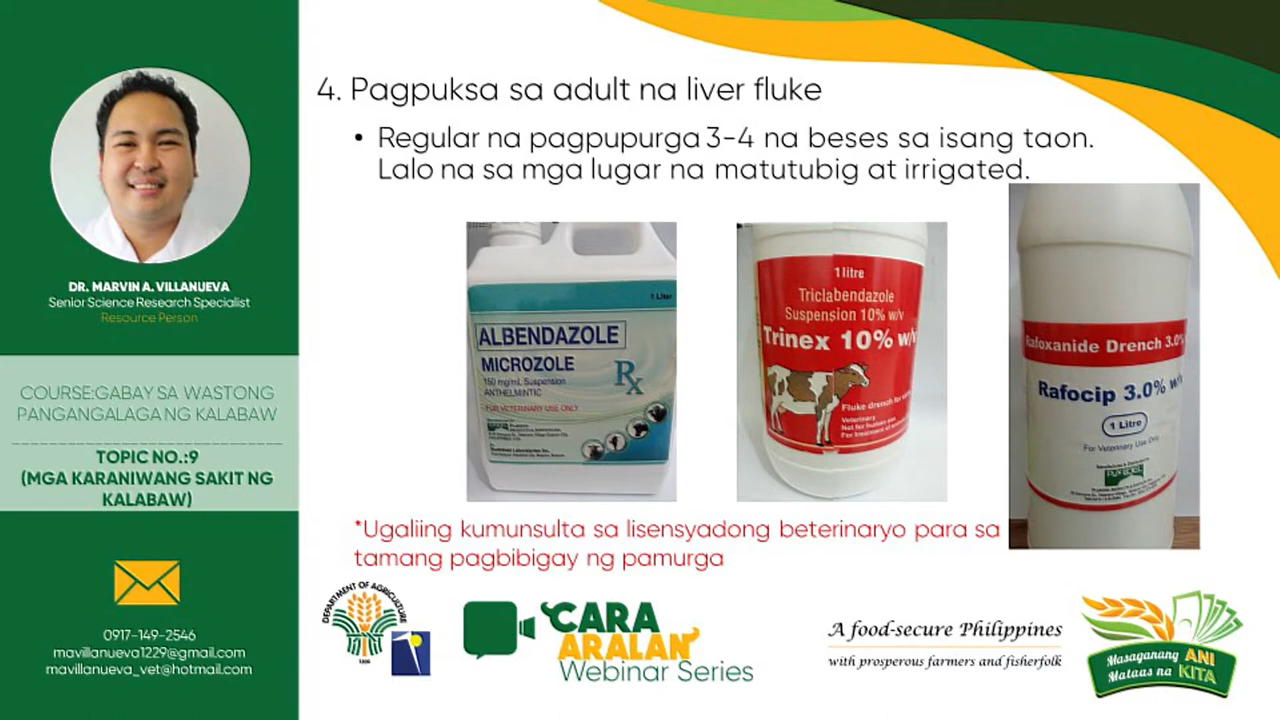 DR. MARVIN A. VILLANUEVA
Senior Science Research Specialist
Resource Person
COURSE:GABAY SA WASTONG
PANGANGALAGA NG KALABAW
TOPIC NO.:9
(MGA KARANIWANG SAKIT NG
KALABAW)
0917-149-2546
mavillanueva1229@gmail.com
mavillanueva_vet@hotmail.com
4. Pagpuksa sa adult na liver fluke
• Regular na pagpupurga 3-4 na beses sa isang taon.
Lalo na sa mga lugar na matutubig at irrigated.
1 Liter
ALBENDAZOLE
MICROZOLE
Rx
150 mg/mL Suspension
ANTHELMINTIC
FOR VETERINARY USE ONLY
1 litre
Triclabendazole
Suspension 10% w/v
Trinex 10% w/v
Fluke drench for
Veterinary
Not for human use
For treatment of
Rafoxanide Drench 3.0%
Rafocip 3.0% w/v
1 Litre
For Veterinary Use Only
*Ugaliing kumunsulta sa lisensyadong beterinaryo para sa
tamang pagbibigay ng pamurga
DEPARTMENT OF AGRICULTURE
CARA
ARALAN
Webinar Series
A food-secure Philippines
with prosperous farmers and fisherfolk
Masaganang ANI
Mataas na KITA